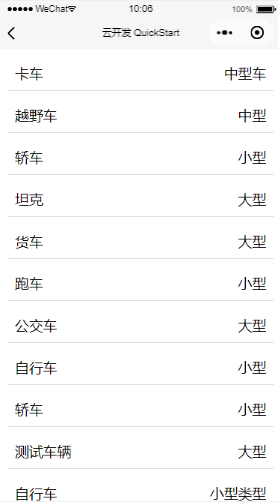 WeChat 10:06 100%
云开发 QuickStart
卡车 中型车
越野车 中型
轿车 小型
坦克 大型
货车 大型
跑车 小型
公交车 大型
自行车 小型
轿车 小型
测试车辆 大型
自行车 小型类型